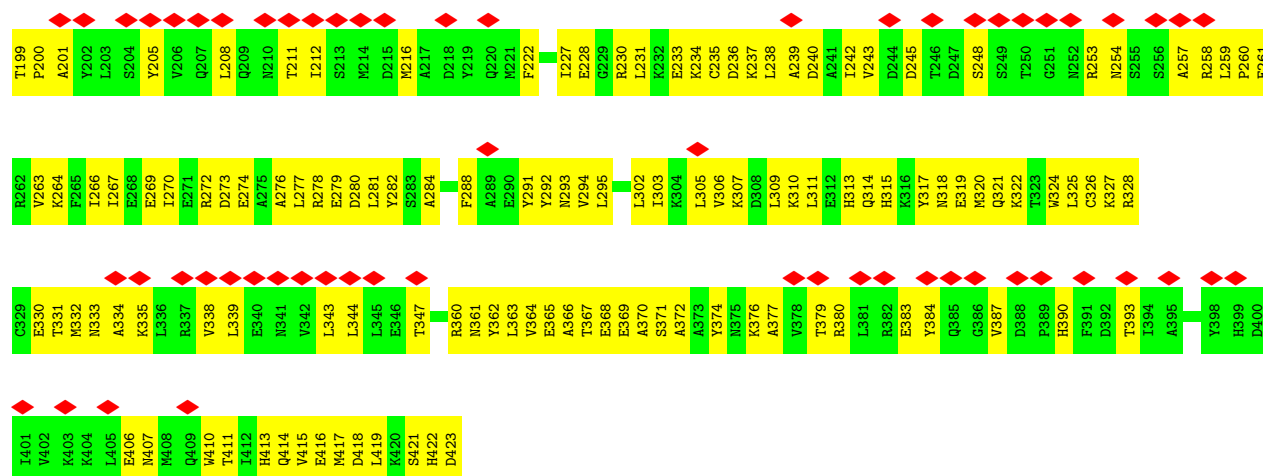 T199 P200 A201 Y202 L203 S204 Y205 V206 Q207 L208 Q209 N210 T211 I212 S213 M214 D215 M216 A217 D218 Y219 Q220 M221 F222 I227 E228 G229 R230 L231 K232 E233 K234 C235 D236 K237 L238 A239 D240 A241 I242 V243 D244 D245 T246 D247 S248 S249 T250 G251 N252 R253 N254 S255 S256 A257 R258 L259 P260 E261
R262 V263 K264 F265 I266 I267 E268 E269 I270 E271 R272 D273 E274 A275 A276 L277 R278 E279 D280 L281 Y282 S283 A284 F288 A289 E290 Y291 Y292 N293 V294 L295 L302 I303 K304 L305 V306 K307 D308 L309 K310 L311 E312 H313 Q314 H315 K316 Y317 N318 E319 M320 Q321 K322 T323 W324 L325 C326 K327 R328
C329 E330 T331 M332 N333 A334 K335 L336 R337 V338 L339 E340 N341 V342 L343 L344 L345 E346 T347 R360 N361 Y362 L363 V364 E365 A366 T367 E368 E369 A370 S371 A372 A373 Y374 N375 K376 A377 V378 T379 R380 L381 R382 E383 Y384 Q385 G386 V387 D388 P389 H390 F391 D392 T393 I394 A395 Y398 H399 D400
I401 V402 K403 K404 L405 E406 N407 M408 Q409 W410 T411 I412 H413 Q414 V415 E416 M417 D418 L419 K420 S421 H422 D423